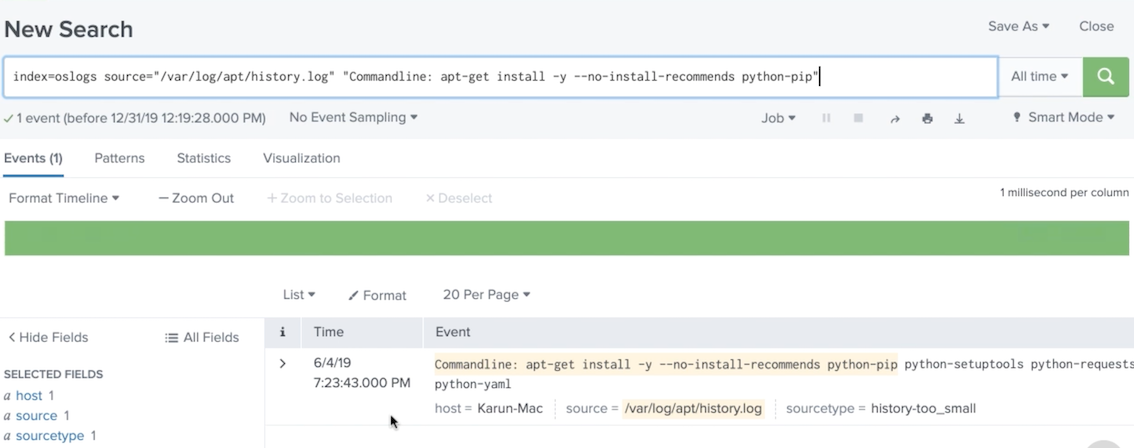 New Search
Save As Close
index=oslogs source="/var/log/apt/history.log" "Commandline: apt-get install -y --no-install-recommends python-pip"
All time
1 event (before 12/31/19 12:19:28.000 PM) No Event Sampling Job Smart Mode
Events (1) Patterns Statistics Visualization
Format Timeline — Zoom Out + Zoom to Selection × Deselect 1 millisecond per column
List Format 20 Per Page
< Hide Fields All Fields i Time Event
SELECTED FIELDS
a host 1
a source 1
a sourcetype 1
> 6/4/19
7:23:43.000 PM
Commandline: apt-get install -y --no-install-recommends python-pip python-setuptools python-requests
python-yaml
host = Karun-Mac source = /var/log/apt/history.log sourcetype = history-too_small